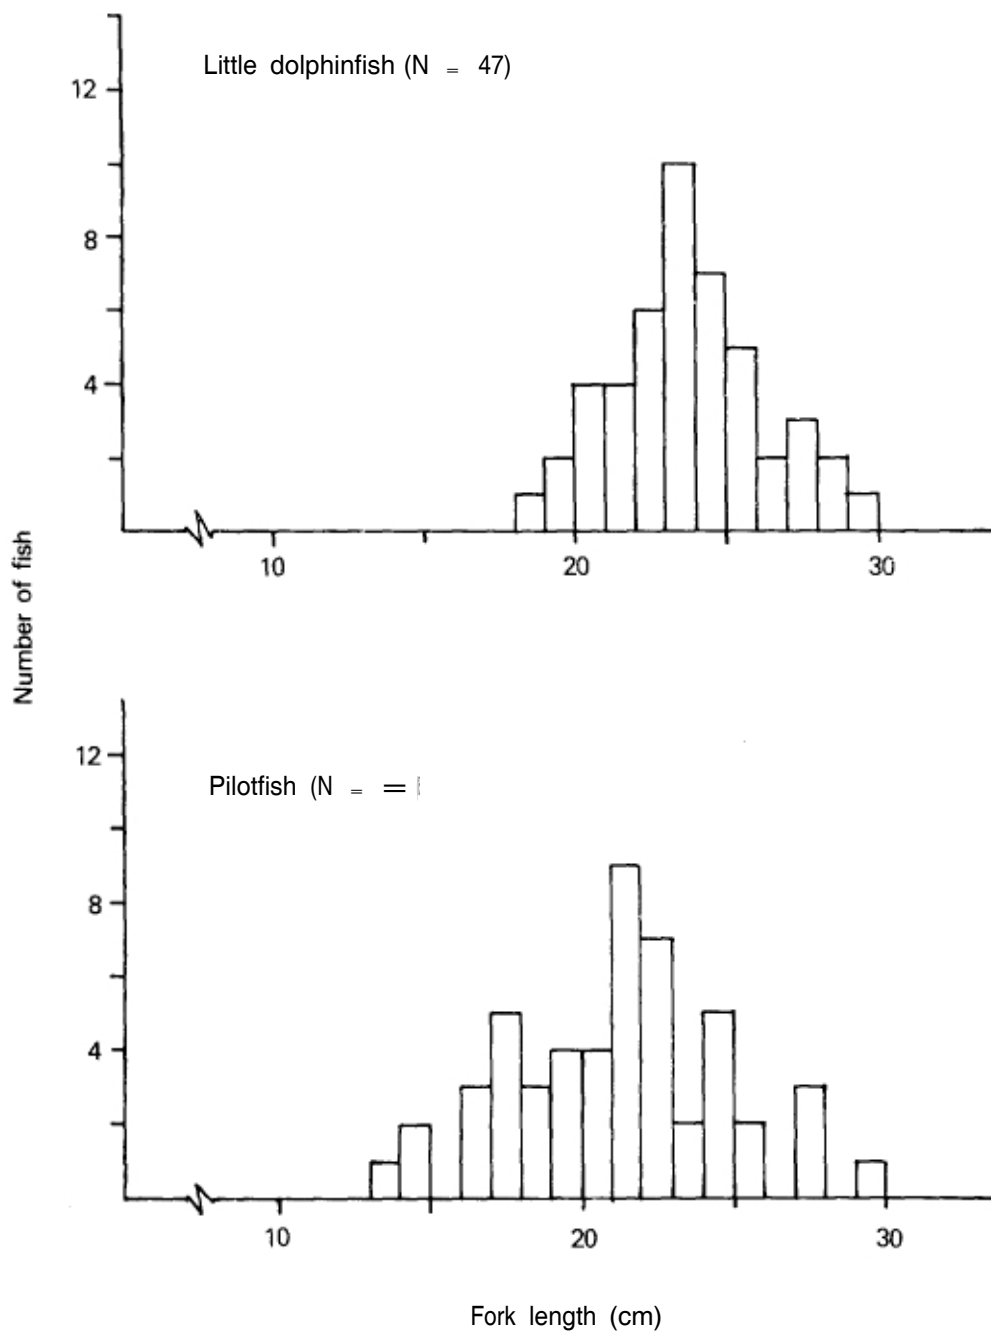 Little dolphinfish (N = 47)
12
8
4
10 20 30
Number of fish
Pilotfish (N = =
12
8
4
10 20 30
Fork length (cm)